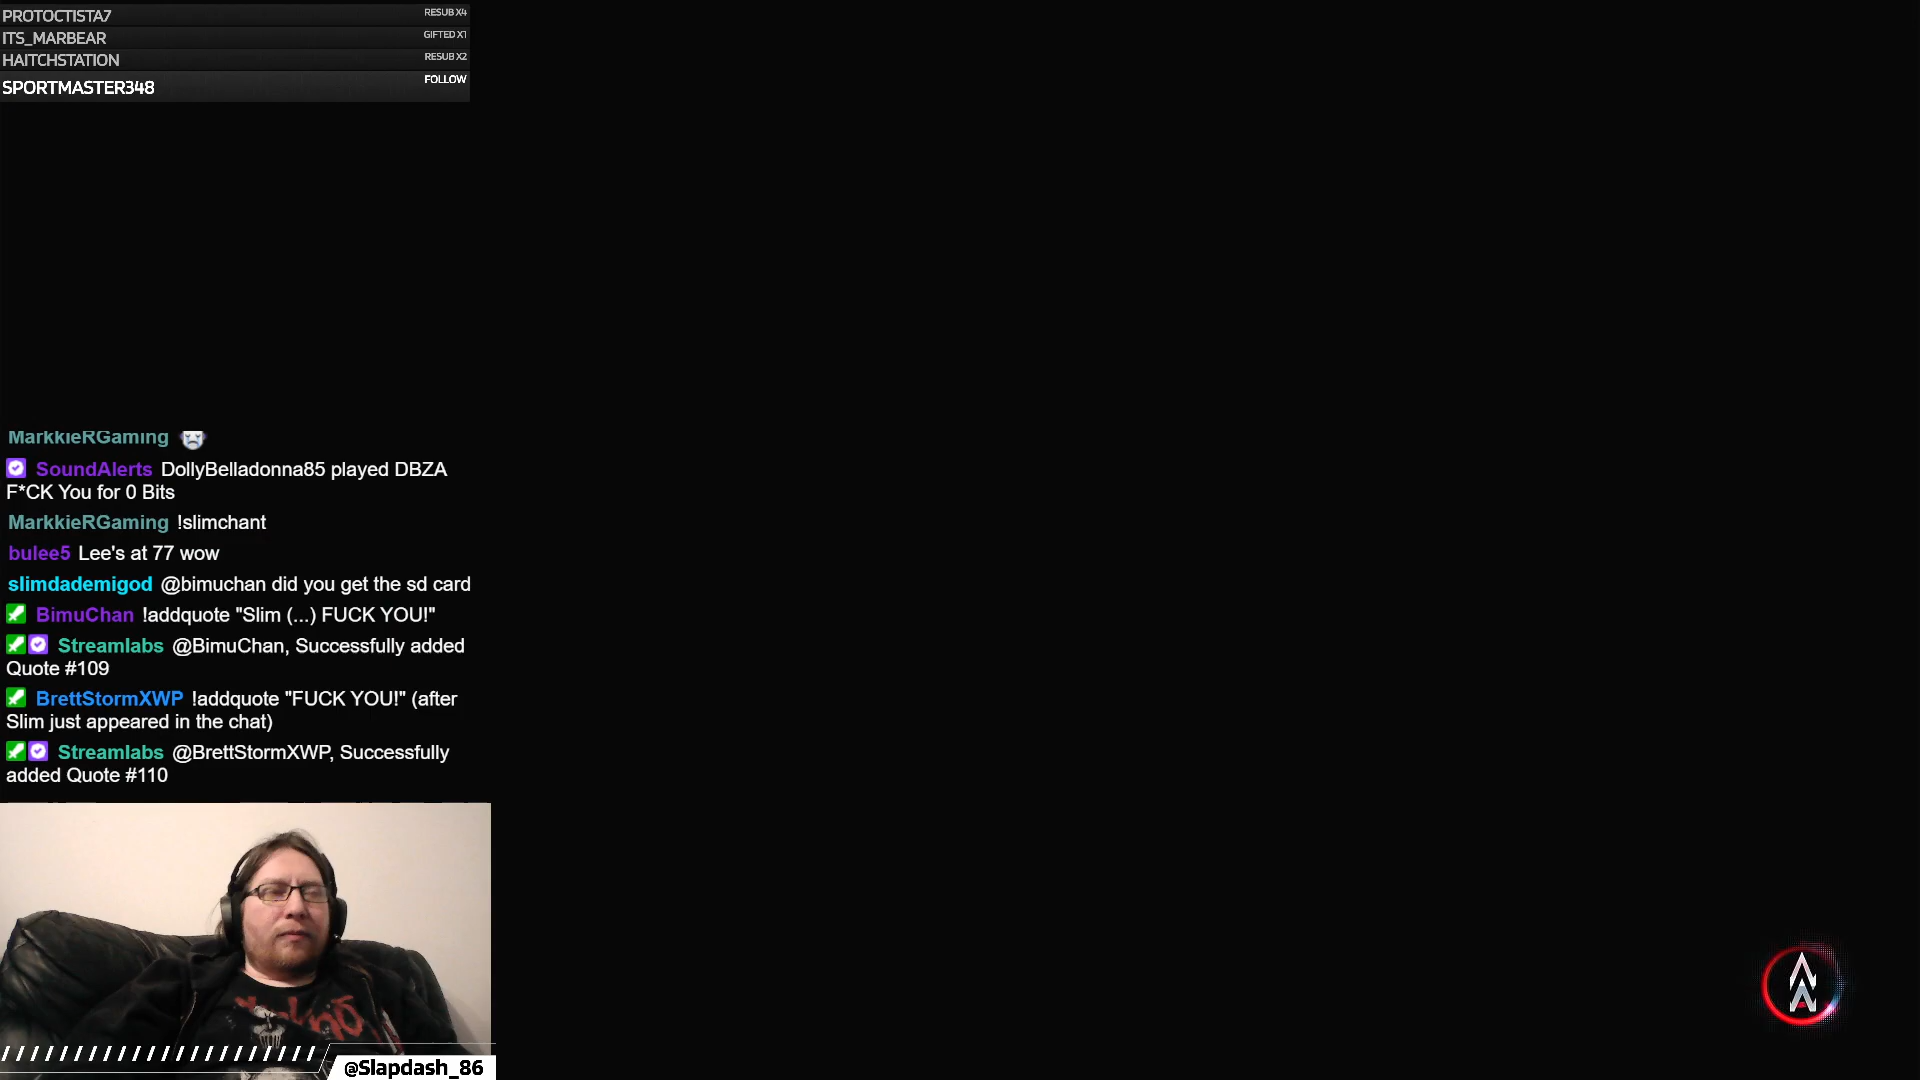 PROTOCTISTA7 RESUB X4
ITS_MARBEAR GIFTED X1
HAITCHSTATION RESUB X2
SPORTMASTER348 FOLLOW
MarkkieRGaming
SoundAlerts DollyBelladonna85 played DBZA
F*CK You for 0 Bits
MarkkieRGaming !slimchant
bulee5 Lee's at 77 wow
slimdademigod @bimuchan did you get the sd card
BimuChan !addquote "Slim (...) FUCK YOU!"
Streamlabs @BimuChan, Successfully added
Quote #109
BrettStormXWP !addquote "FUCK YOU!" (after
Slim just appeared in the chat)
Streamlabs @BrettStormXWP, Successfully
added Quote #110
@Slapdash_86